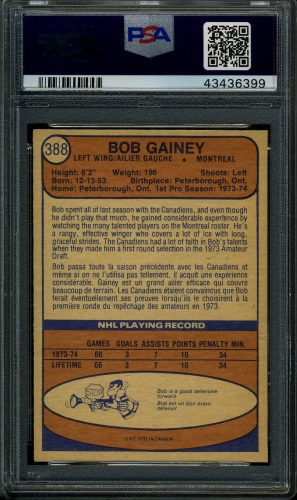 PSA
43436399
388
BOB GAINEY
LEFT WING/AILIER GAUCHE • MONTREAL
Height: 6'2" Weight: 190 Shoots: Left
Born: 12-13-53 Birthplace: Peterborough, Ont.
Home: Peterborough, Ont. 1st Pro Season: 1973-74
Bob spent all of last season with the Canadiens, and even though
he didn't play that much, he gained considerable experience by
watching the many talented players on the Montreal roster. He's
a rangy, effective winger who covers a lot of ice with long,
graceful strides. The Canadiens had a lot of faith in Bob's talents
when they made him a first round selection in the 1973 Amateur
Draft.
Bob passa toute la saison précédente avec les Canadiens et
même si on ne l'utilisa pas tellement, il acquit une expérience
considérable. Gainey est un grand ailier efficace qui couvre
beaucoup de terrain. Les Canadiens étaient convaincus que Bob
ferait éventuellement ses preuves lorsqu'ils le choisirent à la
première ronde du repêchage des amateurs en 1973.
NHL PLAYING RECORD
GAMES GOALS ASSISTS POINTS PENALTY MIN.
1973-74 66 3 7 10 34
LIFETIME 66 3 7 10 34
STOP
Bob is a good defensive
forward.
Bob est un bon avant
défensif.
O.P.C. PTD. IN CANADA